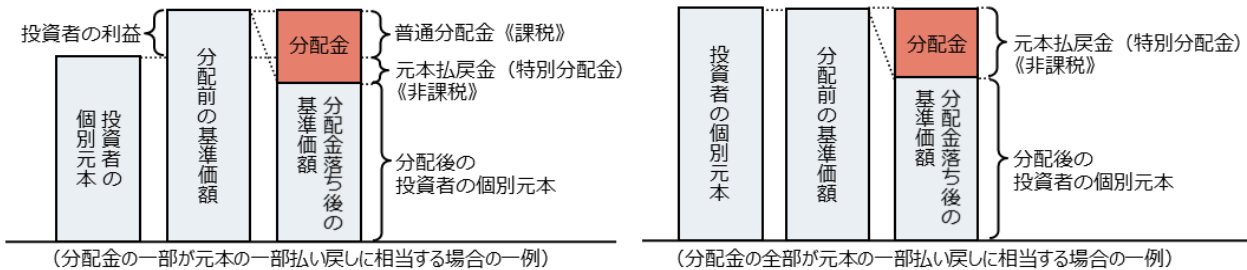 投資者の利益
投資者の
個別元本
分配前の基準価額
分配金
分配金落ち後の
基準価額
普通分配金《課税》
元本払戻金（特別分配金）
《非課税》
分配後の
投資者の個別元本
（分配金の一部が元本の一部払い戻しに相当する場合の一例）
投資者の個別元本
分配前の基準価額
分配金
分配金落ち後の
基準価額
元本払戻金（特別分配金）
《非課税》
分配後の
投資者の個別元本
（分配金の全部が元本の一部払い戻しに相当する場合の一例）